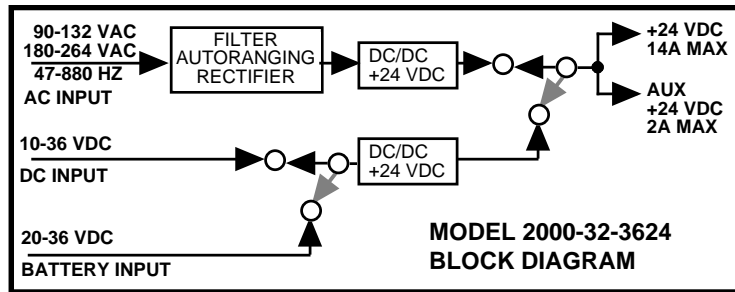 90-132 VAC
180-264 VAC
47-880 HZ
AC INPUT
FILTER
AUTORANGING
RECTIFIER
DC/DC
+24 VDC
+24 VDC
14A MAX
AUX
+24 VDC
2A MAX
10-36 VDC
DC INPUT
DC/DC
+24 VDC
20-36 VDC
BATTERY INPUT
MODEL 2000-32-3624
BLOCK DIAGRAM